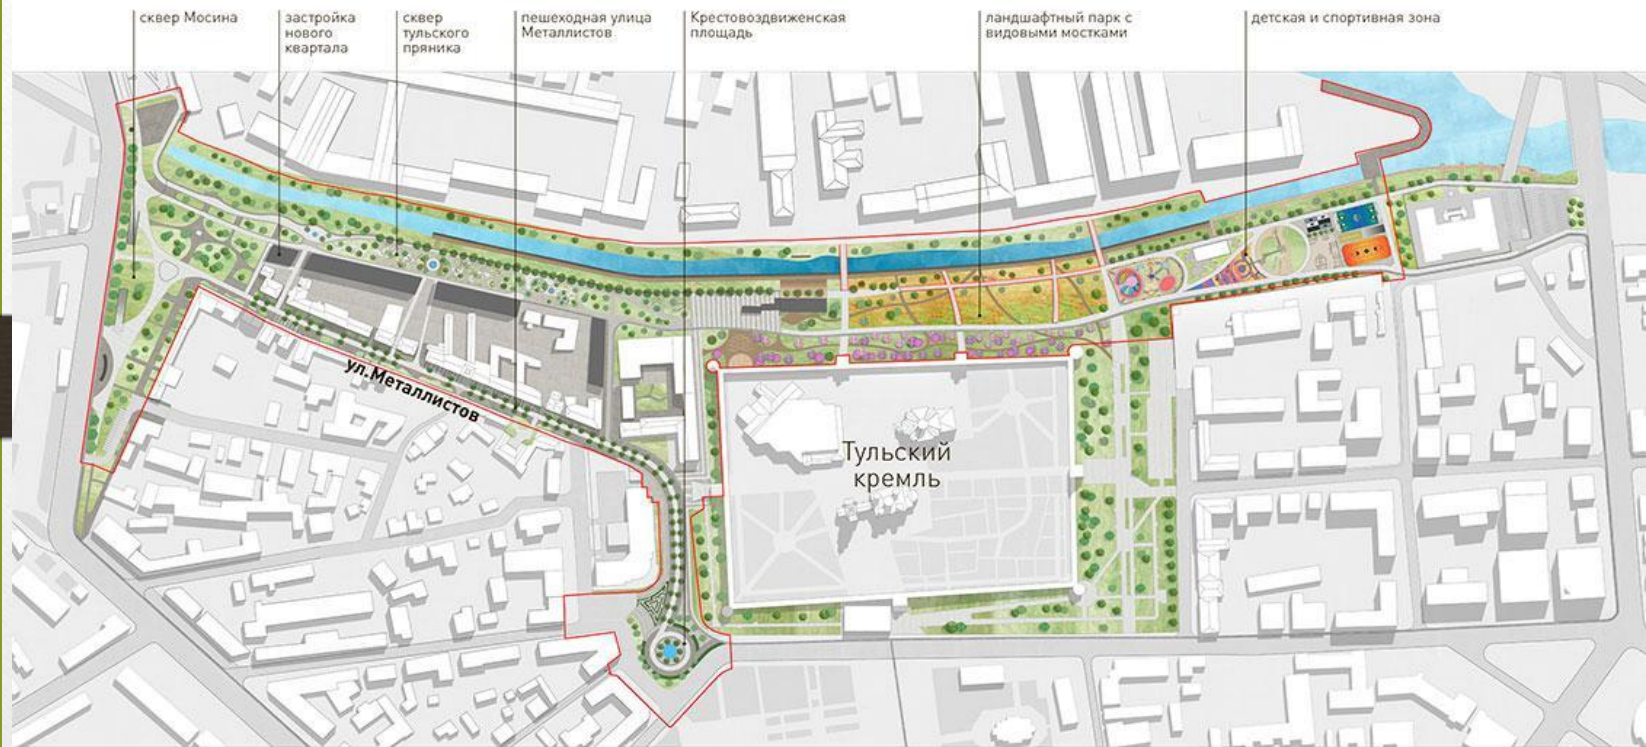 сквер Мосина
застройка
нового
квартала
сквер
тульского
пряника
пешеходная улица
Металлистов
Крестовоздвиженская
площадь
ландшафтный парк с
видовыми мостками
детская и спортивная зона
ул.Металлистов
Тульский
кремль